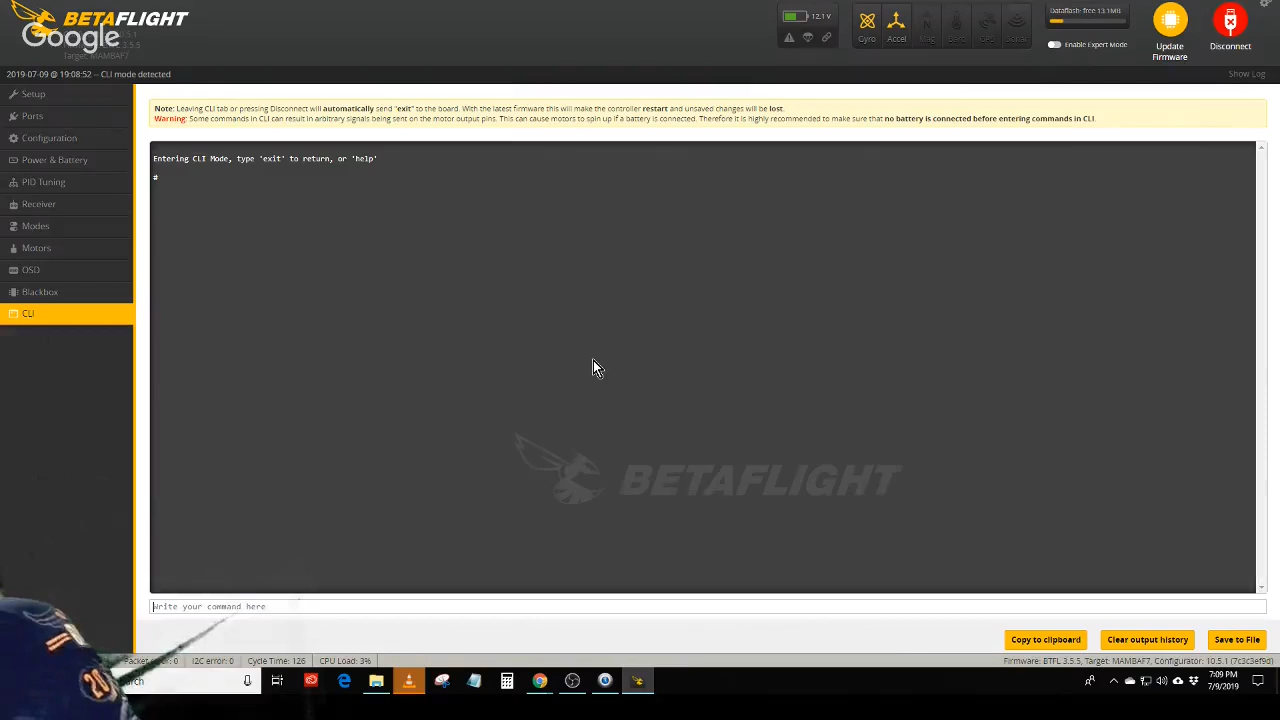 BETAFLIGHT
Google
Target: MAMBAF7
12.1 V
Gyro
Accel
Mag
Sonar
Dataflash: free 13.1MB
Enable Expert Mode
Update
Firmware
Disconnect
2019-07-09 @ 19:08:52 -- CLI mode detected
Show Log
Setup
Ports
Configuration
Power & Battery
PID Tuning
Receiver
Modes
Motors
OSD
Blackbox
CLI
Note: Leaving CLI tab or pressing Disconnect will automatically send "exit" to the board. With the latest firmware this will make the controller restart and unsaved changes will be lost.
Warning: Some commands in CLI can result in arbitrary signals being sent on the motor output pins. This can cause motors to spin up if a battery is connected. Therefore it is highly recommended to make sure that no battery is connected before entering commands in CLI.
Entering CLI Mode, type 'exit' to return, or 'help'
#
BETAFLIGHT
Write your command here
Copy to clipboard
Clear output history
Save to File
I2C error: 0
Cycle Time: 126
CPU Load: 3%
Firmware: BTFL 3.5.5, Target: MAMBAF7, Configurator: 10.5.1 (7c3c3ef9d)
20
7:09 PM
7/9/2019